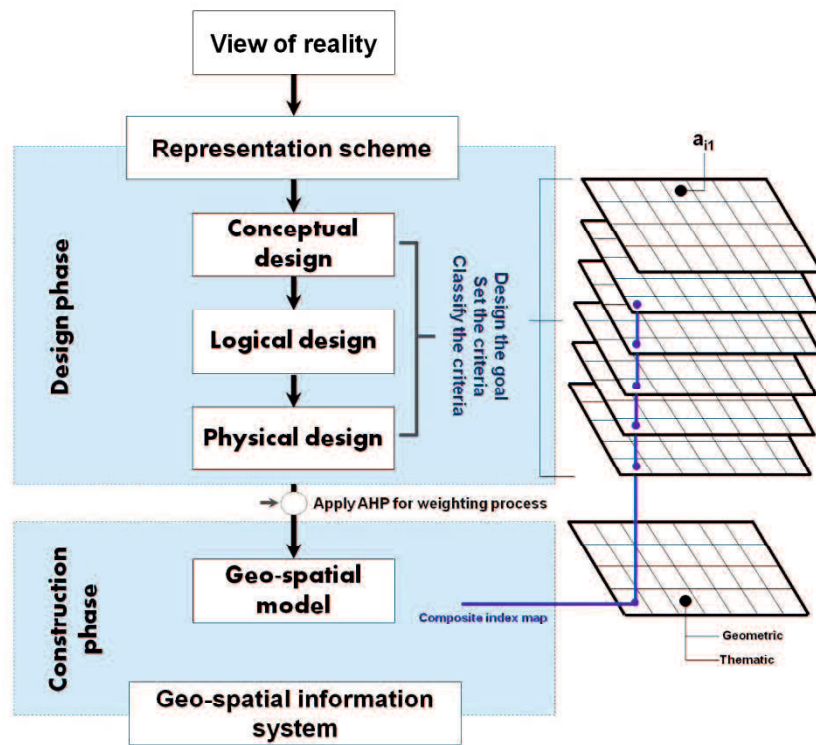 View of reality
Representation scheme
Design phase
Conceptual
design
Logical design
Physical design
Design the goal
Set the criteria
Classify the criteria
a_{i1}
Apply AHP for weighting process
Construction
phase
Geo-spatial
model
Composite index map
Geometric
Thematic
Geo-spatial information
system